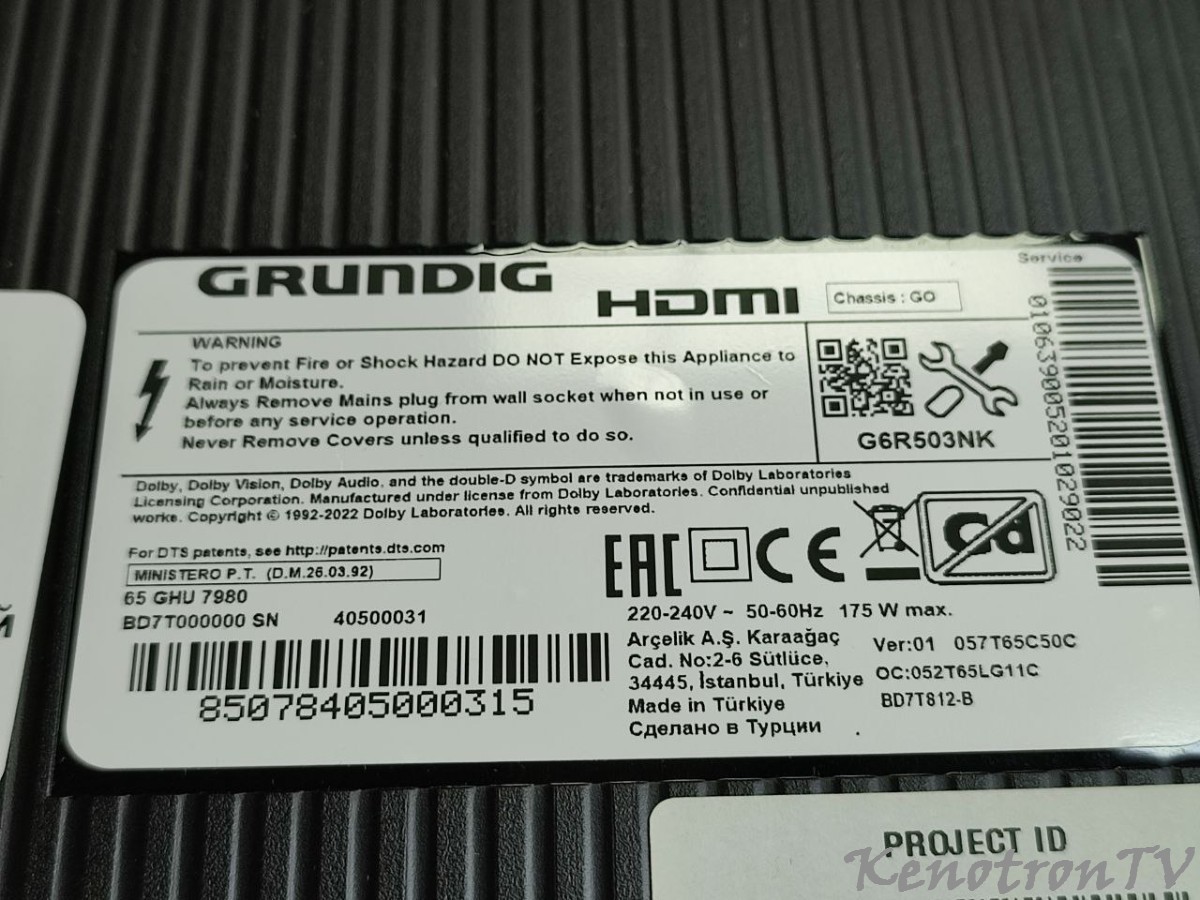 GRUNDIG
HDMI
Chassis : GO
Service
010639005201029022
WARNING
To prevent Fire or Shock Hazard DO NOT Expose this Appliance to
Rain or Moisture.
Always Remove Mains plug from wall socket when not in use or
before any service operation.
Never Remove Covers unless qualified to do so.
G6R503NK
Dolby, Dolby Vision, Dolby Audio, and the double-D symbol are trademarks of Dolby Laboratories
Licensing Corporation. Manufactured under license from Dolby Laboratories. Confidential unpublished
works. Copyright © 1992-2022 Dolby Laboratories. All rights reserved.
For DTS patents, see http://patents.dts.com
MINISTERO P.T. (D.M.26.03.92)
65 GHU 7980
BD7T000000 SN 40500031
85078405000315
EAC
CE
Cd
220-240V ~ 50-60Hz 175 W max.
Arçelik A.Ş. Karaağaç
Cad. No:2-6 Sütlüce,
34445, İstanbul, Türkiye
Made in Türkiye
Сделано в Турции .
Ver:01 057T65C50C
OC:052T65LG11C
BD7T812-B
Й
PROJECT ID
KenotronTV